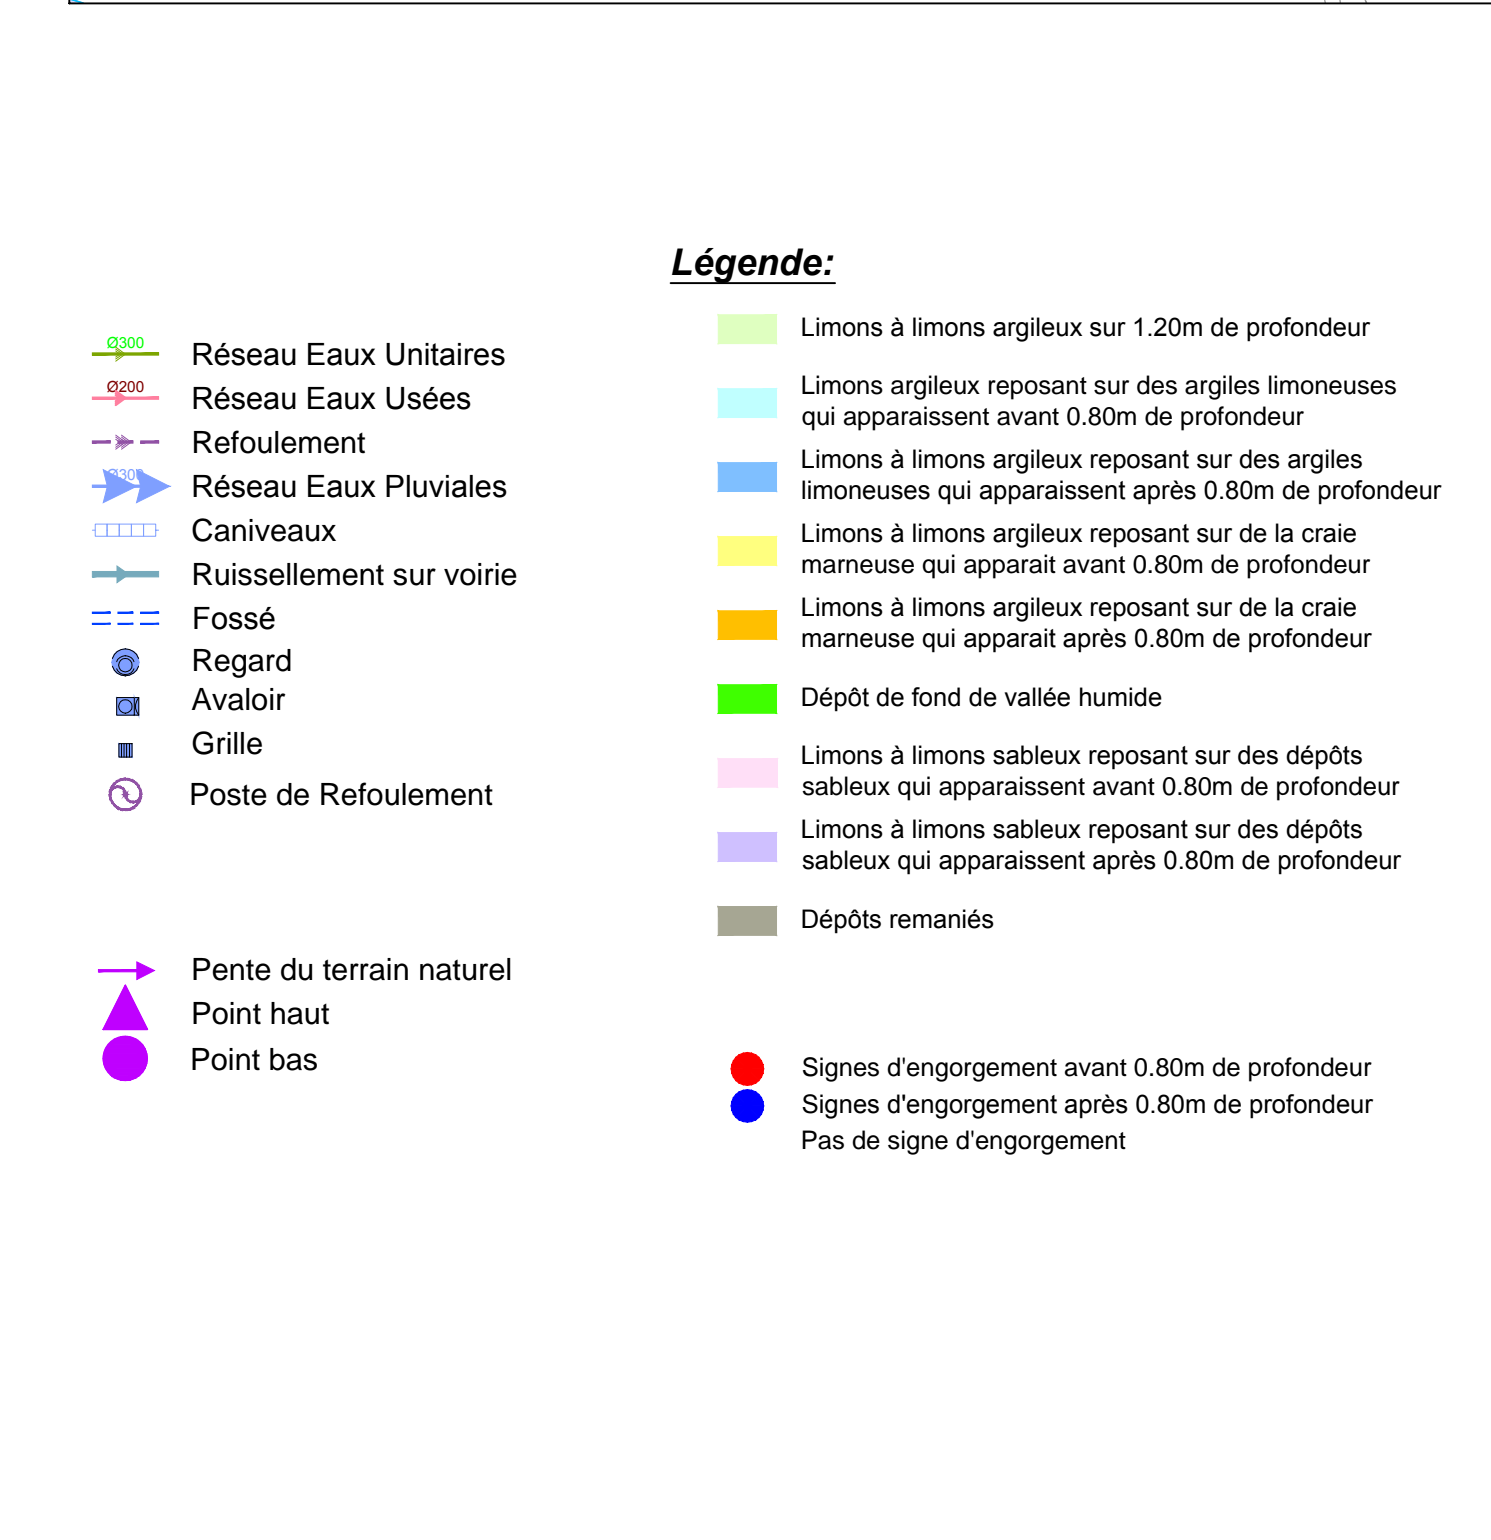 Légende:
Ø300
Réseau Eaux Unitaires
Ø200
Réseau Eaux Usées
Refoulement
Ø300
Réseau Eaux Pluviales
Caniveaux
Ruissellement sur voirie
Fossé
Regard
Avaloir
Grille
Poste de Refoulement
Pente du terrain naturel
Point haut
Point bas
Limons à limons argileux sur 1.20m de profondeur
Limons argileux reposant sur des argiles limoneuses
qui apparaissent avant 0.80m de profondeur
Limons à limons argileux reposant sur des argiles
limoneuses qui apparaissent après 0.80m de profondeur
Limons à limons argileux reposant sur de la craie
marneuse qui apparait avant 0.80m de profondeur
Limons à limons argileux reposant sur de la craie
marneuse qui apparait après 0.80m de profondeur
Dépôt de fond de vallée humide
Limons à limons sableux reposant sur des dépôts
sableux qui apparaissent avant 0.80m de profondeur
Limons à limons sableux reposant sur des dépôts
sableux qui apparaissent après 0.80m de profondeur
Dépôts remaniés
Signes d'engorgement avant 0.80m de profondeur
Signes d'engorgement après 0.80m de profondeur
Pas de signe d'engorgement